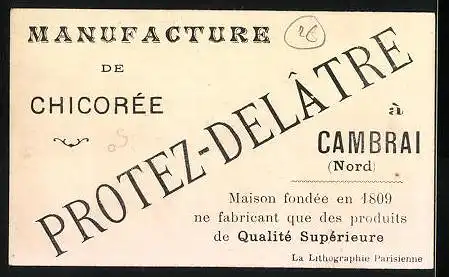 MANUFACTURE
DE
CHICORÉE
PROTEZ-DELÂTRE
à
CAMBRAI
(Nord)
Maison fondée en 1809
ne fabricant que des produits
de Qualité Supérieure
La Lithographie Parisienne